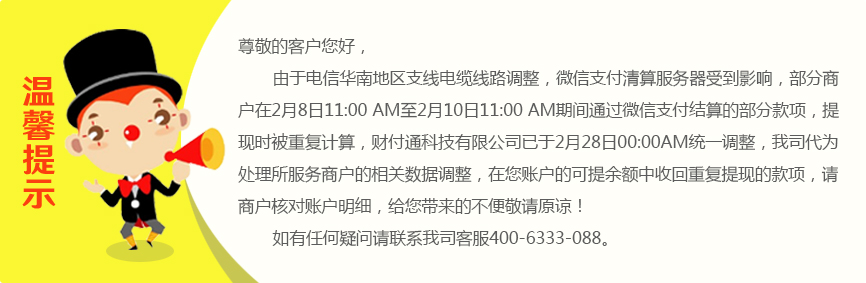 温馨提示
尊敬的客户您好，
由于电信华南地区支线电缆线路调整，微信支付清算服务器受到影响，部分商
户在2月8日11:00 AM至2月10日11:00 AM期间通过微信支付结算的部分款项，提
现时被重复计算，财付通科技有限公司已于2月28日00:00AM统一调整，我司代为
处理所服务商户的相关数据调整，在您账户的可提余额中收回重复提现的款项，请
商户核对账户明细，给您带来的不便敬请原谅！
如有任何疑问请联系我司客服400-6333-088。